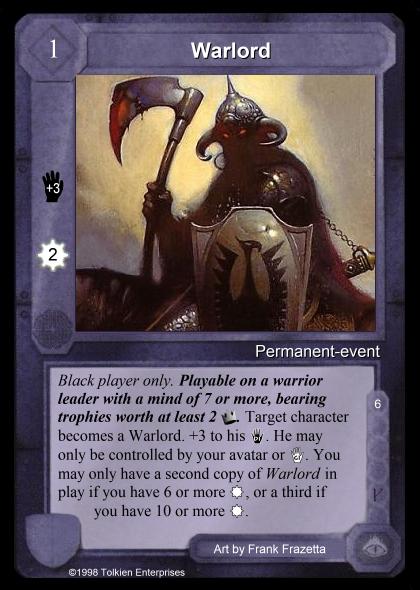 1
Warlord
+3
2
Permanent-event
Black player only. Playable on a warrior
leader with a mind of 7 or more, bearing
trophies worth at least 2 . Target character
becomes a Warlord. +3 to his . He may
only be controlled by your avatar or . You
may only have a second copy of Warlord in
play if you have 6 or more , or a third if
you have 10 or more .
6
Art by Frank Frazetta
©1998 Tolkien Enterprises